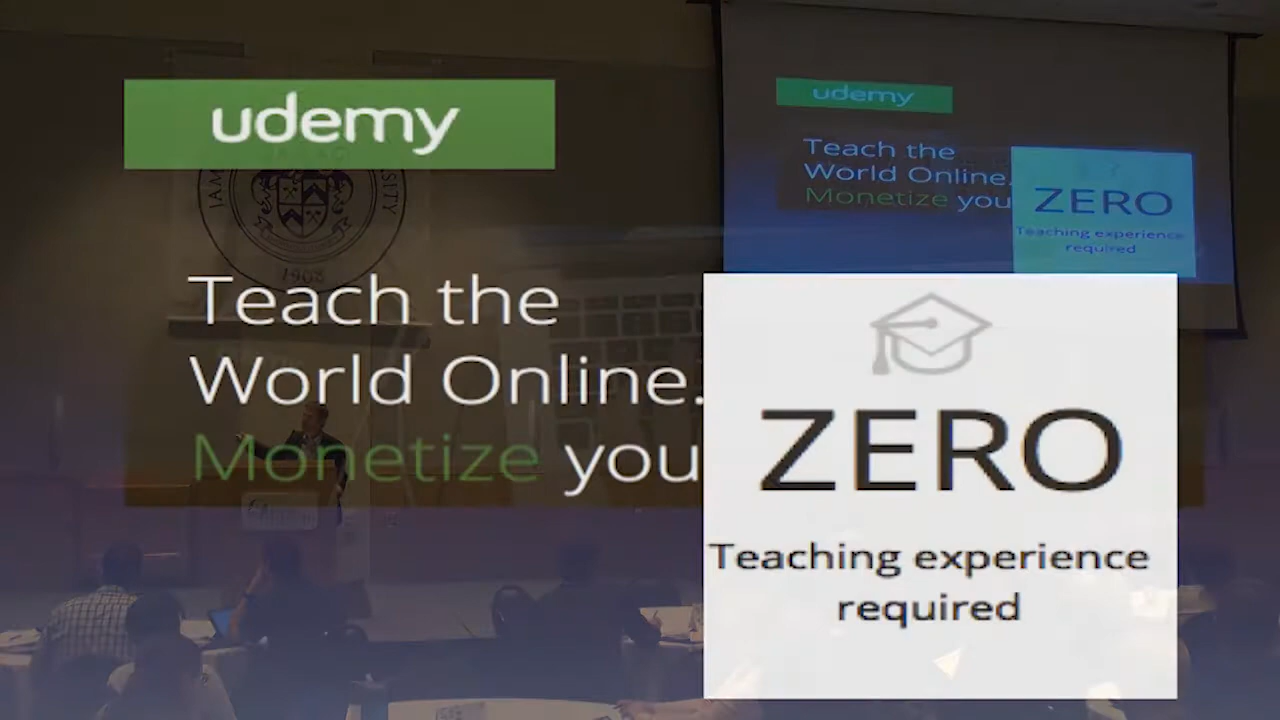 udemy
Teach the
World Online.
Monetize you
ZERO
Teaching experience
required
udemy
Teach the
World Online.
Monetize you
ZERO
Teaching experience
required
1908